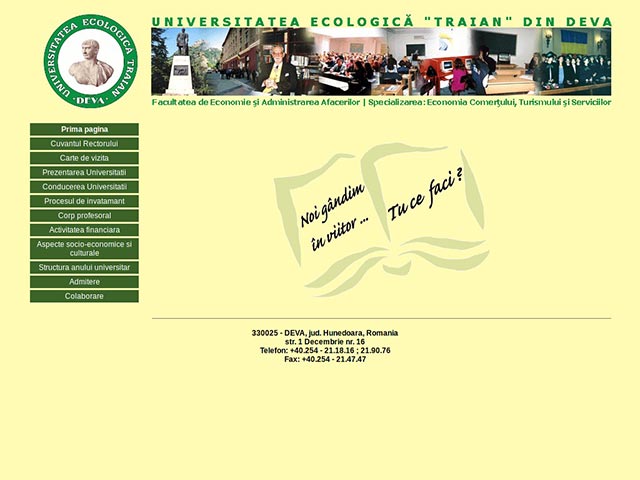 UNIVERSITATEA ECOLOGICA TRAIAN
· DEVA ·
UNIVERSITATEA ECOLOGICĂ "TRAIAN" DIN DEVA
Facultatea de Economie și Administrarea Afacerilor | Specializarea: Economia Comerțului, Turismului și Serviciilor
Prima pagina
Cuvantul Rectorului
Carte de vizita
Prezentarea Universitatii
Conducerea Universitatii
Procesul de invatamant
Corp profesoral
Activitatea financiara
Aspecte socio-economice si
culturale
Structura anului universitar
Admitere
Colaborare
Noi gândim
în viitor ...
Tu ce faci ?
330025 - DEVA, jud. Hunedoara, Romania
str. 1 Decembrie nr. 16
Telefon: +40.254 - 21.18.16 ; 21.90.76
Fax: +40.254 - 21.47.47